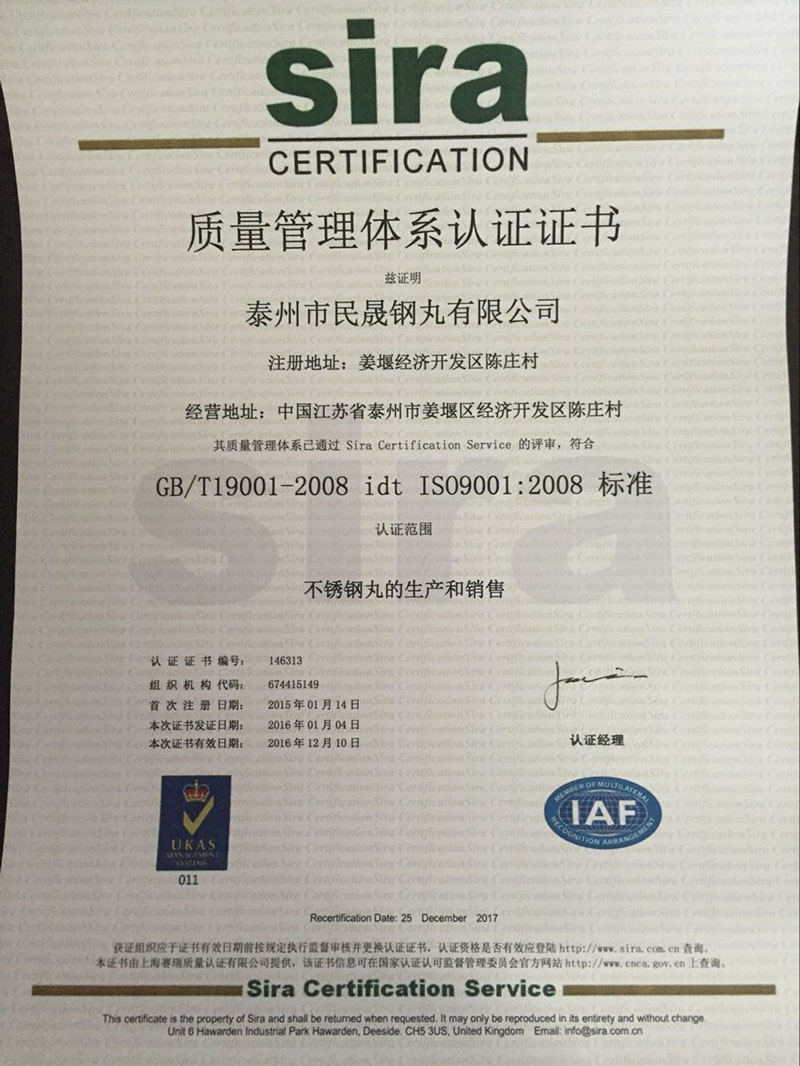 sira
CERTIFICATION
质量管理体系认证证书
兹证明
泰州市民晟钢丸有限公司
注册地址：姜堰经济开发区陈庄村
经营地址：中国江苏省泰州市姜堰区经济开发区陈庄村
其质量管理体系已通过 Sira Certification Service 的评审，符合
GB/T19001-2008 idt ISO9001:2008 标准
认证范围
不锈钢丸的生产和销售
认证证书编号： 146313
组织机构代码： 674415149
首次注册日期： 2015年01月14日
本次证书发证日期： 2016年01月04日
本次证书有效日期： 2016年12月10日
认证经理
UKAS
MANAGEMENT
SYSTEMS
011
MEMBER OF MULTILATERAL
IAF
RECOGNITION ARRANGEMENT
Recertification Date: 25 December 2017
获证组织应于证书有效日期前按规定执行监督审核并更换认证证书，认证资格是否有效应登陆 http://www.sira.com.cn 查询。
本证书由上海赛瑞质量认证有限公司提供，该证书信息可在国家认证认可监督管理委员会官方网站 http://www.cnca.gov.cn 上查询。
Sira Certification Service
This certificate is the property of Sira and shall be returned when requested. It may only be reproduced in its entirety and without change.
Unit 6 Hawarden Industrial Park Hawarden, Deeside. CH5 3US, United Kingdom Email: info@sira.com.cn